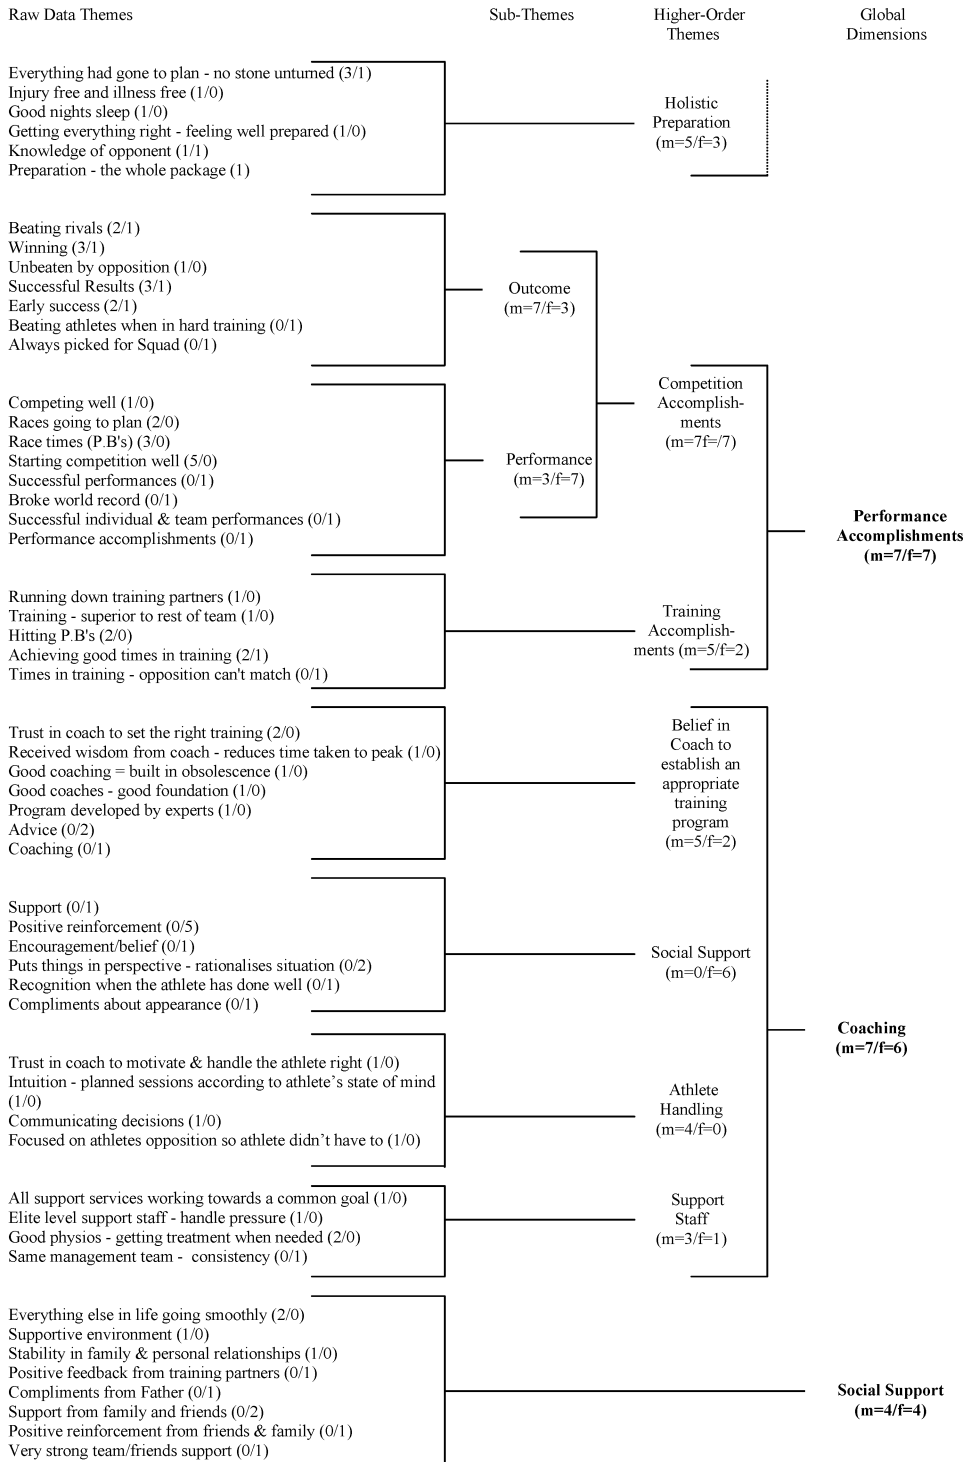 Raw Data Themes
Sub-Themes
Higher-Order
Themes
Global
Dimensions
Everything had gone to plan - no stone unturned (3/1)
Injury free and illness free (1/0)
Good nights sleep (1/0)
Getting everything right - feeling well prepared (1/0)
Knowledge of opponent (1/1)
Preparation - the whole package (1)
Holistic
Preparation
(m=5/f=3)
Beating rivals (2/1)
Winning (3/1)
Unbeaten by opposition (1/0)
Successful Results (3/1)
Early success (2/1)
Beating athletes when in hard training (0/1)
Always picked for Squad (0/1)
Outcome
(m=7/f=3)
Competing well (1/0)
Races going to plan (2/0)
Race times (P.B's) (3/0)
Starting competition well (5/0)
Successful performances (0/1)
Broke world record (0/1)
Successful individual & team performances (0/1)
Performance accomplishments (0/1)
Performance
(m=3/f=7)
Competition
Accomplish-
ments
(m=7f=/7)
Running down training partners (1/0)
Training - superior to rest of team (1/0)
Hitting P.B's (2/0)
Achieving good times in training (2/1)
Times in training - opposition can't match (0/1)
Training
Accomplish-
ments (m=5/f=2)
Performance
Accomplishments
(m=7/f=7)
Trust in coach to set the right training (2/0)
Received wisdom from coach - reduces time taken to peak (1/0)
Good coaching = built in obsolescence (1/0)
Good coaches - good foundation (1/0)
Program developed by experts (1/0)
Advice (0/2)
Coaching (0/1)
Belief in
Coach to
establish an
appropriate
training
program
(m=5/f=2)
Support (0/1)
Positive reinforcement (0/5)
Encouragement/belief (0/1)
Puts things in perspective - rationalises situation (0/2)
Recognition when the athlete has done well (0/1)
Compliments about appearance (0/1)
Social Support
(m=0/f=6)
Trust in coach to motivate & handle the athlete right (1/0)
Intuition - planned sessions according to athlete’s state of mind
(1/0)
Communicating decisions (1/0)
Focused on athletes opposition so athlete didn’t have to (1/0)
Athlete
Handling
(m=4/f=0)
All support services working towards a common goal (1/0)
Elite level support staff - handle pressure (1/0)
Good physios - getting treatment when needed (2/0)
Same management team - consistency (0/1)
Support
Staff
(m=3/f=1)
Coaching
(m=7/f=6)
Everything else in life going smoothly (2/0)
Supportive environment (1/0)
Stability in family & personal relationships (1/0)
Positive feedback from training partners (0/1)
Compliments from Father (0/1)
Support from family and friends (0/2)
Positive reinforcement from friends & family (0/1)
Very strong team/friends support (0/1)
Social Support
(m=4/f=4)